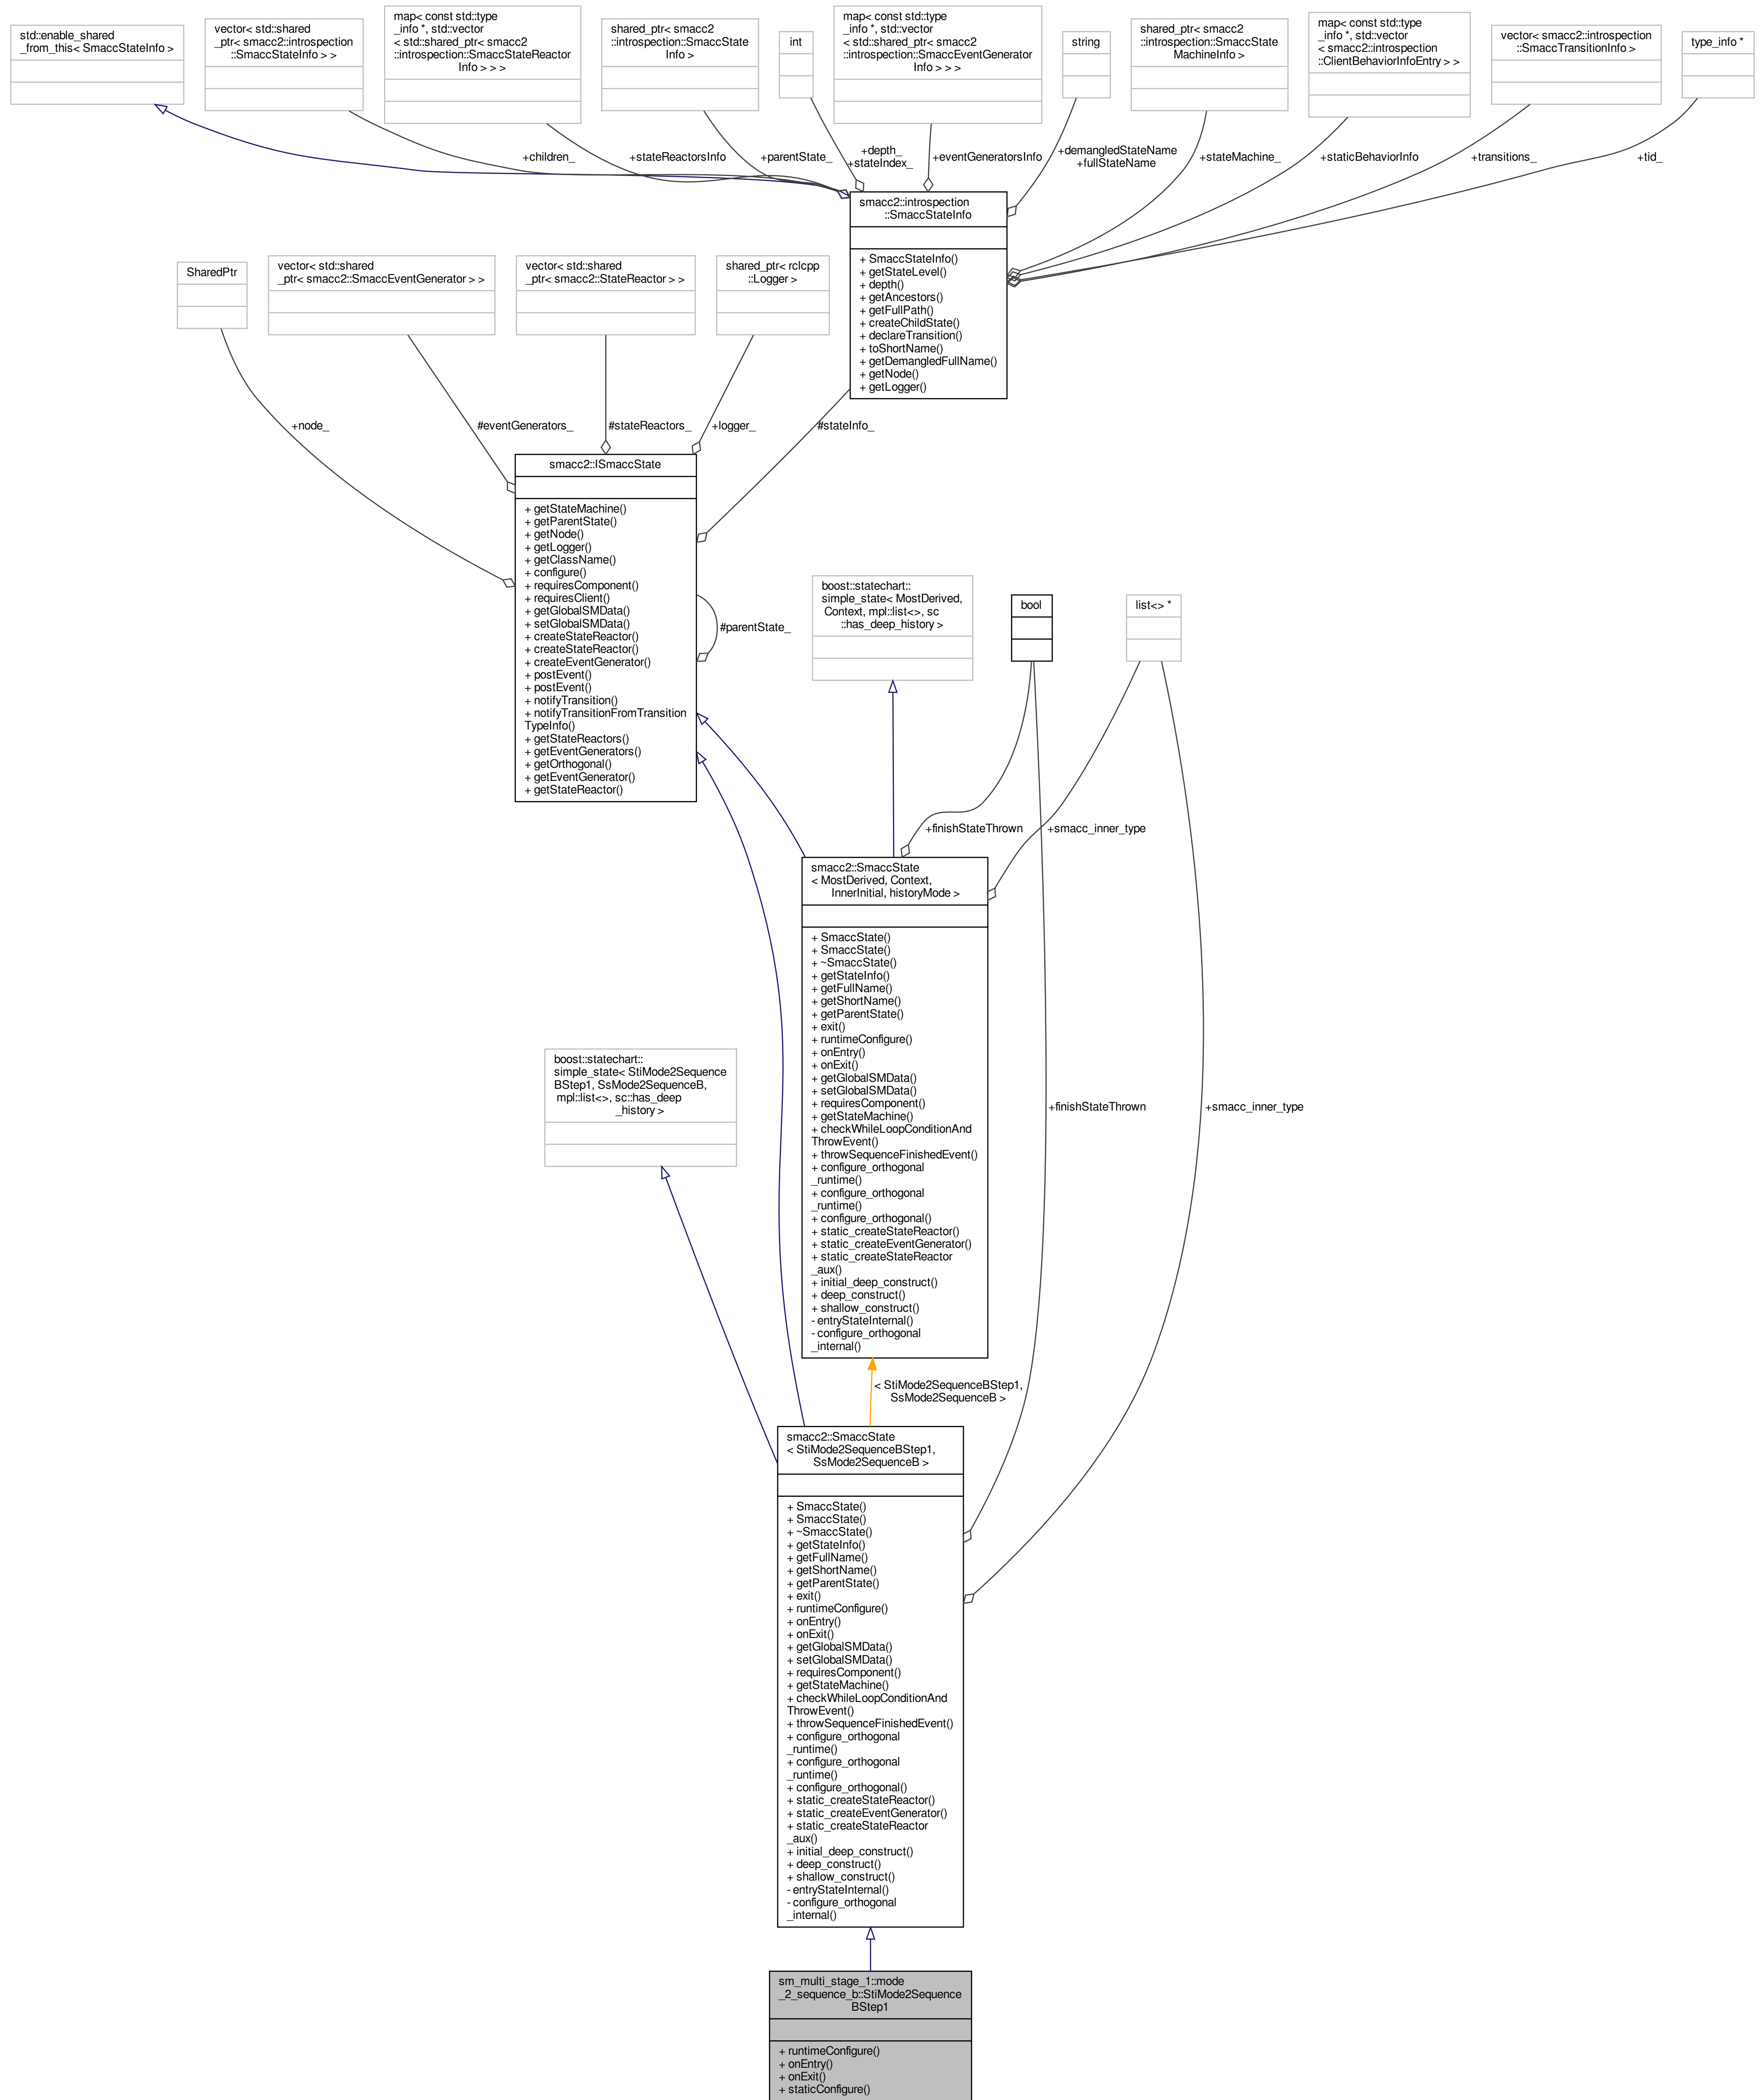 std::enable_shared
_from_this< SmaccStateInfo >
vector< std::shared
_ptr< smacc2::introspection
::SmaccStateInfo > >
map< const std::type
_info *, std::vector
< std::shared_ptr< smacc2
::introspection::SmaccStateReactor
Info > > >
shared_ptr< smacc2
::introspection::SmaccState
Info >
int
map< const std::type
_info *, std::vector
< std::shared_ptr< smacc2
::introspection::SmaccEventGenerator
Info > > >
string
shared_ptr< smacc2
::introspection::SmaccState
MachineInfo >
map< const std::type
_info *, std::vector
< smacc2::introspection
::ClientBehaviorInfoEntry > >
vector< smacc2::introspection
::SmaccTransitionInfo >
type_info *
+children_
+stateReactorsInfo
+parentState_
+depth_
+stateIndex_
+eventGeneratorsInfo
+demangledStateName
+fullStateName
+stateMachine_
+staticBehaviorInfo
+transitions_
+tid_
smacc2::introspection
::SmaccStateInfo
+ SmaccStateInfo()
+ getStateLevel()
+ depth()
+ getAncestors()
+ getFullPath()
+ createChildState()
+ declareTransition()
+ toShortName()
+ getDemangledFullName()
+ getNode()
+ getLogger()
SharedPtr
vector< std::shared
_ptr< smacc2::SmaccEventGenerator > >
vector< std::shared
_ptr< smacc2::StateReactor > >
shared_ptr< rclcpp
::Logger >
+node_
#eventGenerators_
#stateReactors_
+logger_
#stateInfo_
smacc2::ISmaccState
+ getStateMachine()
+ getParentState()
+ getNode()
+ getLogger()
+ getClassName()
+ configure()
+ requiresComponent()
+ requiresClient()
+ getGlobalSMData()
+ setGlobalSMData()
+ createStateReactor()
+ createStateReactor()
+ createEventGenerator()
+ postEvent()
+ postEvent()
+ notifyTransition()
+ notifyTransitionFromTransition
TypeInfo()
+ getStateReactors()
+ getEventGenerators()
+ getOrthogonal()
+ getEventGenerator()
+ getStateReactor()
#parentState_
boost::statechart::
simple_state< MostDerived,
Context, mpl::list<>, sc
::has_deep_history >
bool
list<> *
+finishStateThrown
+smacc_inner_type
smacc2::SmaccState
< MostDerived, Context,
InnerInitial, historyMode >
+ SmaccState()
+ SmaccState()
+ ~SmaccState()
+ getStateInfo()
+ getFullName()
+ getShortName()
+ getParentState()
+ exit()
+ runtimeConfigure()
+ onEntry()
+ onExit()
+ getGlobalSMData()
+ setGlobalSMData()
+ requiresComponent()
+ getStateMachine()
+ checkWhileLoopConditionAnd
ThrowEvent()
+ throwSequenceFinishedEvent()
+ configure_orthogonal
_runtime()
+ configure_orthogonal
_runtime()
+ configure_orthogonal()
+ static_createStateReactor()
+ static_createEventGenerator()
+ static_createStateReactor
_aux()
+ initial_deep_construct()
+ deep_construct()
+ shallow_construct()
- entryStateInternal()
- configure_orthogonal
_internal()
boost::statechart::
simple_state< StiMode2Sequence
BStep1, SsMode2SequenceB,
mpl::list<>, sc::has_deep
_history >
+finishStateThrown
+smacc_inner_type
< StiMode2SequenceBStep1,
SsMode2SequenceB >
smacc2::SmaccState
< StiMode2SequenceBStep1,
SsMode2SequenceB >
+ SmaccState()
+ SmaccState()
+ ~SmaccState()
+ getStateInfo()
+ getFullName()
+ getShortName()
+ getParentState()
+ exit()
+ runtimeConfigure()
+ onEntry()
+ onExit()
+ getGlobalSMData()
+ setGlobalSMData()
+ requiresComponent()
+ getStateMachine()
+ checkWhileLoopConditionAnd
ThrowEvent()
+ throwSequenceFinishedEvent()
+ configure_orthogonal
_runtime()
+ configure_orthogonal
_runtime()
+ configure_orthogonal()
+ static_createStateReactor()
+ static_createEventGenerator()
+ static_createStateReactor
_aux()
+ initial_deep_construct()
+ deep_construct()
+ shallow_construct()
- entryStateInternal()
- configure_orthogonal
_internal()
sm_multi_stage_1::mode
_2_sequence_b::StiMode2Sequence
BStep1
+ runtimeConfigure()
+ onEntry()
+ onExit()
+ staticConfigure()